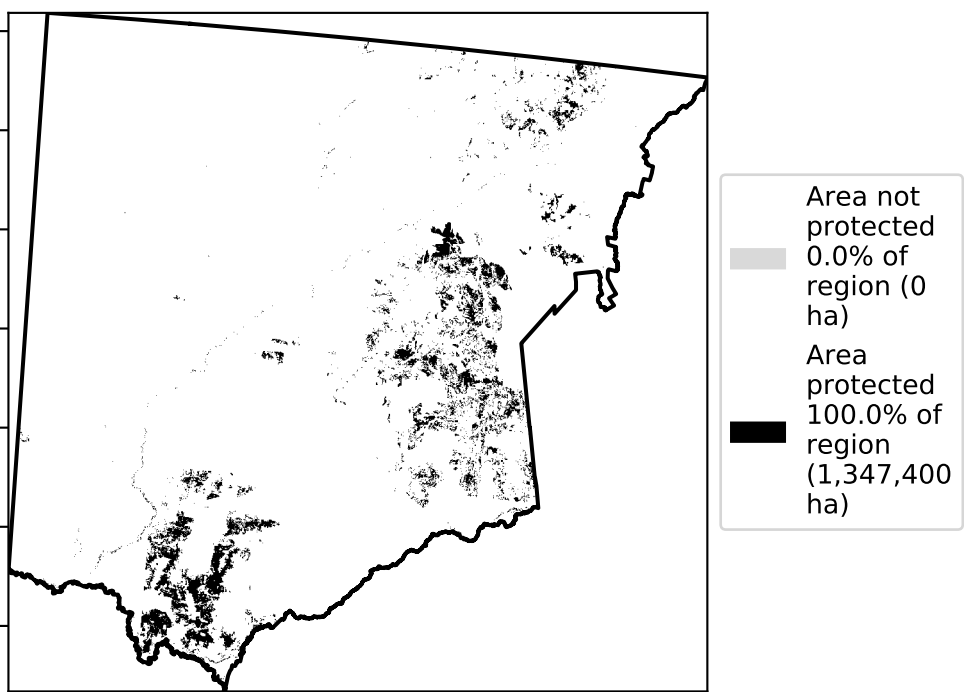 Area not
protected
0.0% of
region (0
ha)
Area
protected
100.0% of
region
(1,347,400
ha)